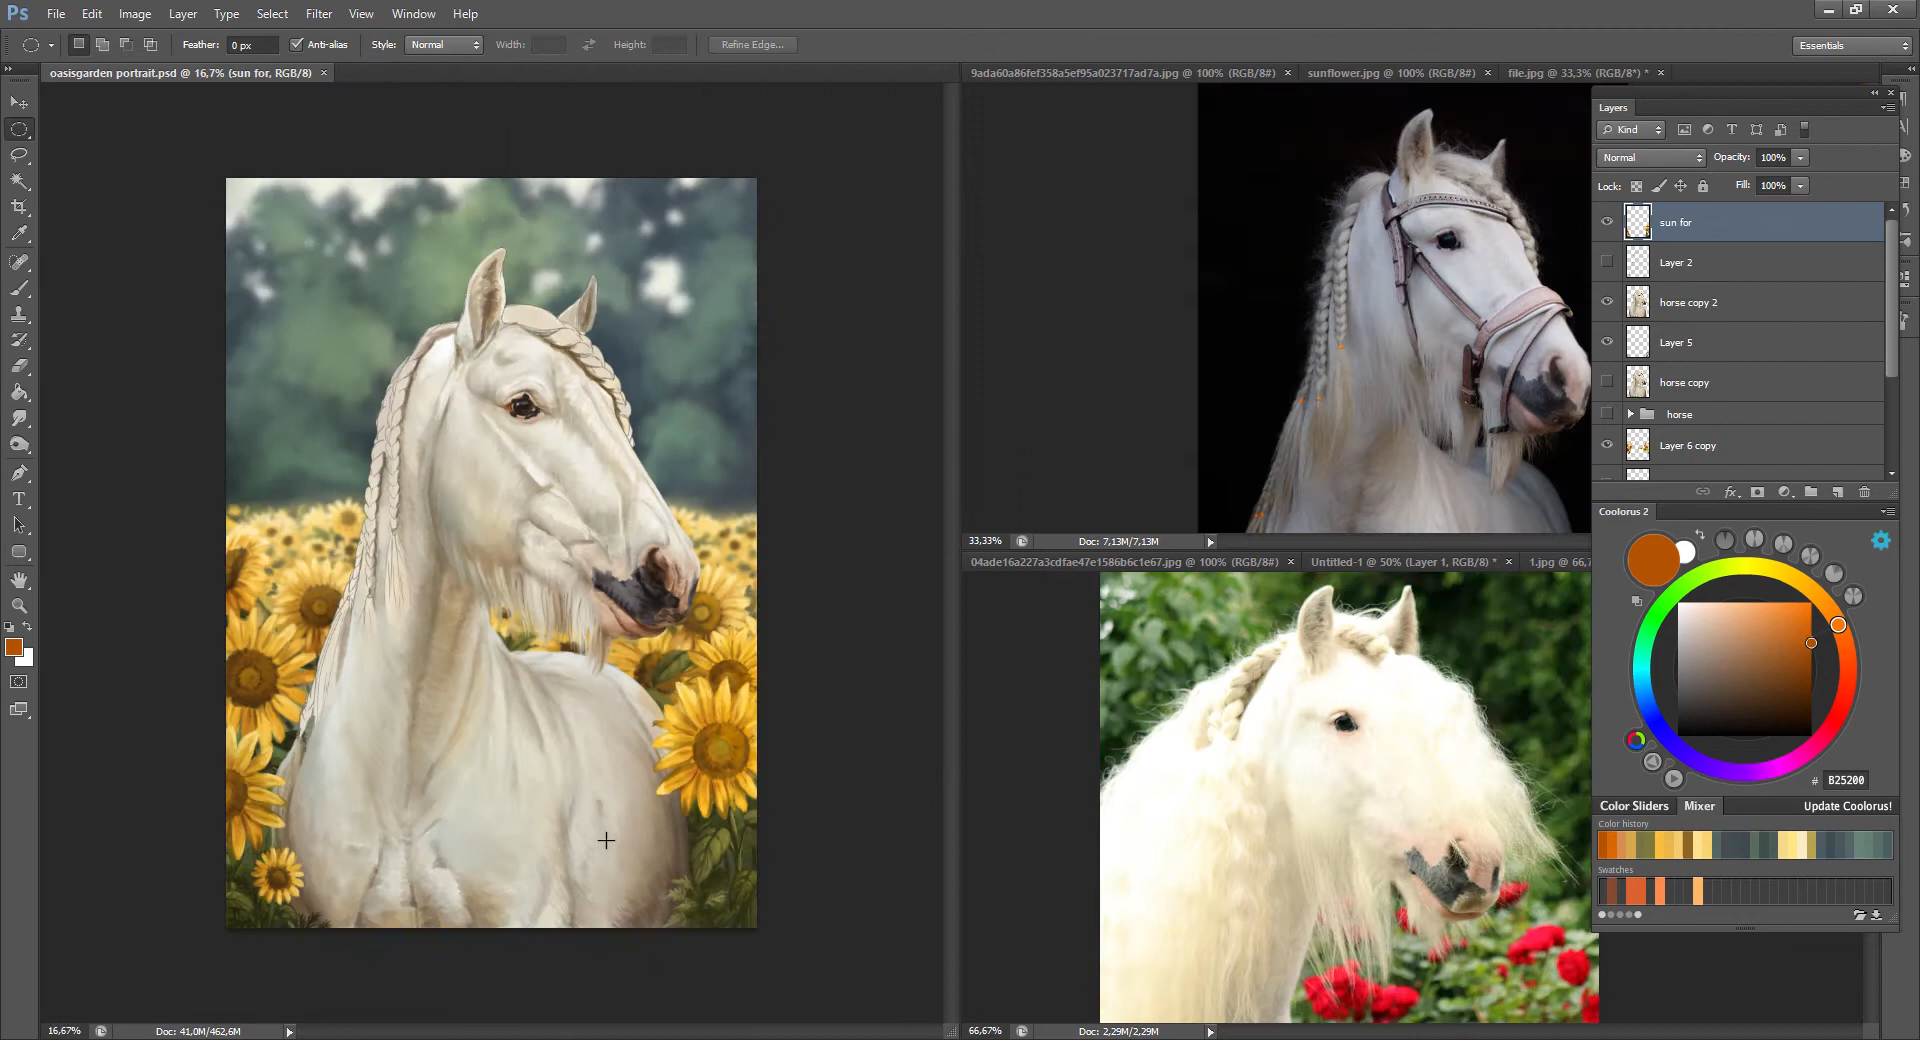 Ps File Edit Image Layer Type Select Filter View Window Help
Feather: 0 px Anti-alias Style: Normal Width: Height: Refine Edge... Essentials
oasisgarden portrait.psd @ 16,7% (sun for, RGB/8) ×
9ada60a86fef358a5ef95a023717ad7a.jpg @ 100% (RGB/8#) × sunflower.jpg @ 100% (RGB/8#) × file.jpg @ 33,3% (RGB/8*) * ×
Layers
Kind
Normal Opacity: 100%
Lock: Fill: 100%
sun for
Layer 2
horse copy 2
Layer 5
horse copy
horse
Layer 6 copy
fx
Coolorus 2
33,33% Doc: 7,13M/7,13M
04ade16a227a3cdfae47e1586b6c1e67.jpg @ 100% (RGB/8#) × Untitled-1 @ 50% (Layer 1, RGB/8) * × 1.jpg @ 66,7
# B25200
Color Sliders Mixer Update Coolorus!
Color history
Swatches
16,67% Doc: 41,0M/462,6M
66,67% Doc: 2,29M/2,29M